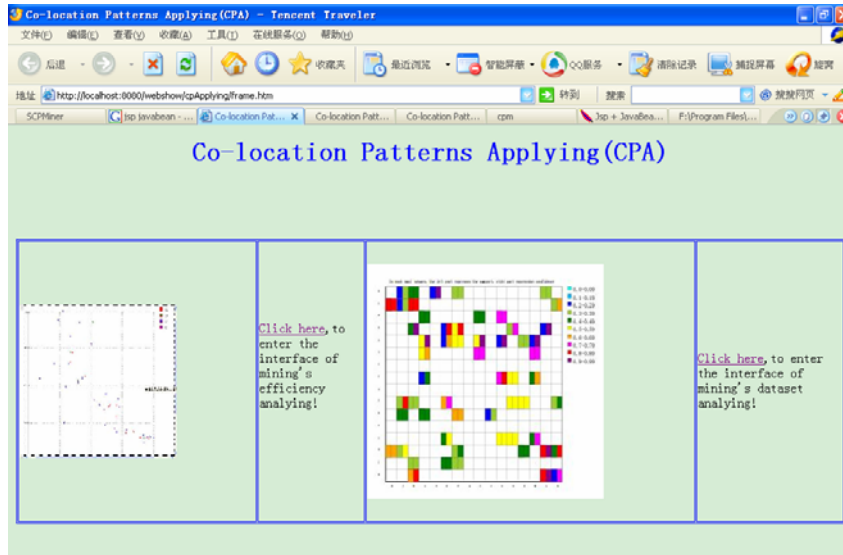 Co-location Patterns Applying(CPA) - Tencent Traveler
文件(F) 编辑(E) 查看(V) 收藏(A) 工具(T) 在线服务(O) 帮助(H)
后退 收藏夹 最近浏览 智能屏蔽 QQ服务 清除记录 捕捉屏幕
地址 http://localhost:8080/webshow/cpApplying/frame.htm 转到 搜索 搜搜网页
SCPMiner jsp javabean - ... Co-location Pat... Co-location Patt... Co-location Patt... cpm Jsp + JavaBea... F:\Program Files\...
Co-location Patterns Applying(CPA)
Click here, to
enter the
interface of
mining's
efficiency
analying!
Click here, to enter
the interface of
mining's dataset
analying!